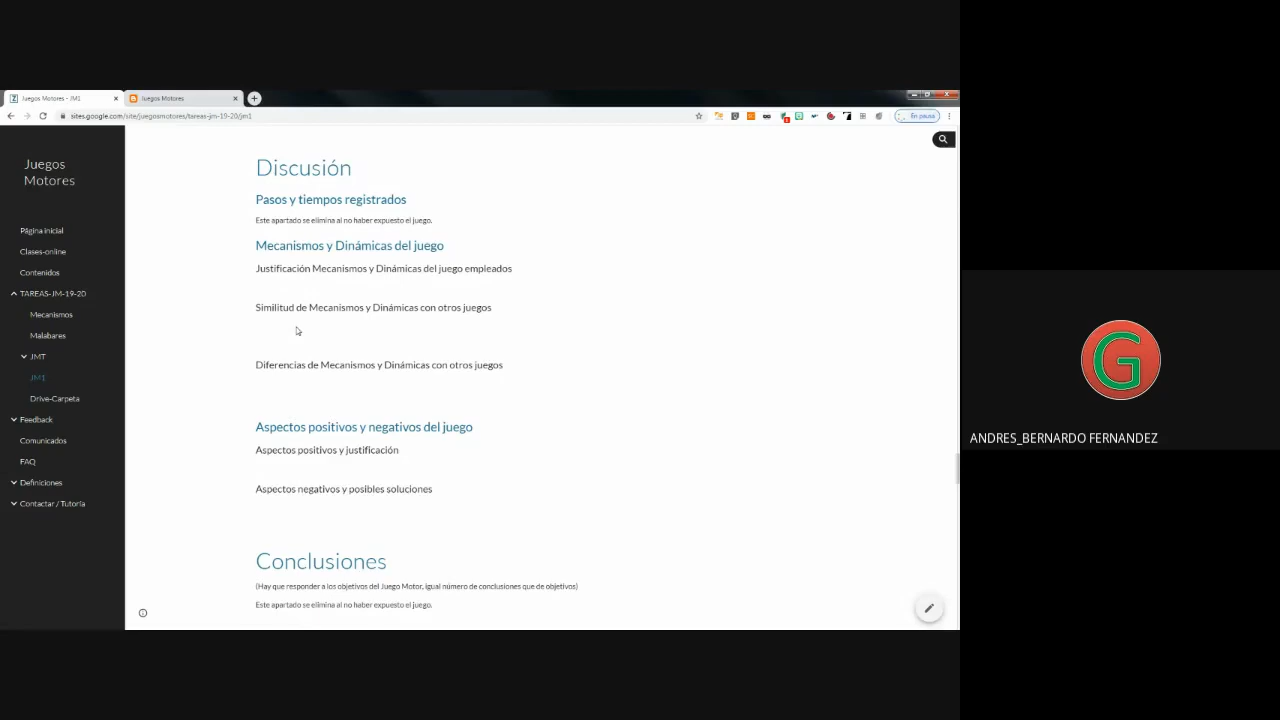 Juegos Motores - JM1
Juegos Motores
sites.google.com/site/juegosmotores/tareas-jm-19-20/jm1
En pausa
Juegos
Motores
Página inicial
Clases-online
Contenidos
TAREAS-JM-19-20
Mecanismos
Malabares
JMT
JM1
Drive-Carpeta
Feedback
Comunicados
FAQ
Definiciones
Contactar / Tutoría
Discusión
Pasos y tiempos registrados
Este apartado se elimina al no haber expuesto el juego.
Mecanismos y Dinámicas del juego
Justificación Mecanismos y Dinámicas del juego empleados
Similitud de Mecanismos y Dinámicas con otros juegos
Diferencias de Mecanismos y Dinámicas con otros juegos
Aspectos positivos y negativos del juego
Aspectos positivos y justificación
Aspectos negativos y posibles soluciones
Conclusiones
(Hay que responder a los objetivos del Juego Motor, igual número de conclusiones que de objetivos)
Este apartado se elimina al no haber expuesto el juego.
G
ANDRES_BERNARDO FERNANDEZ